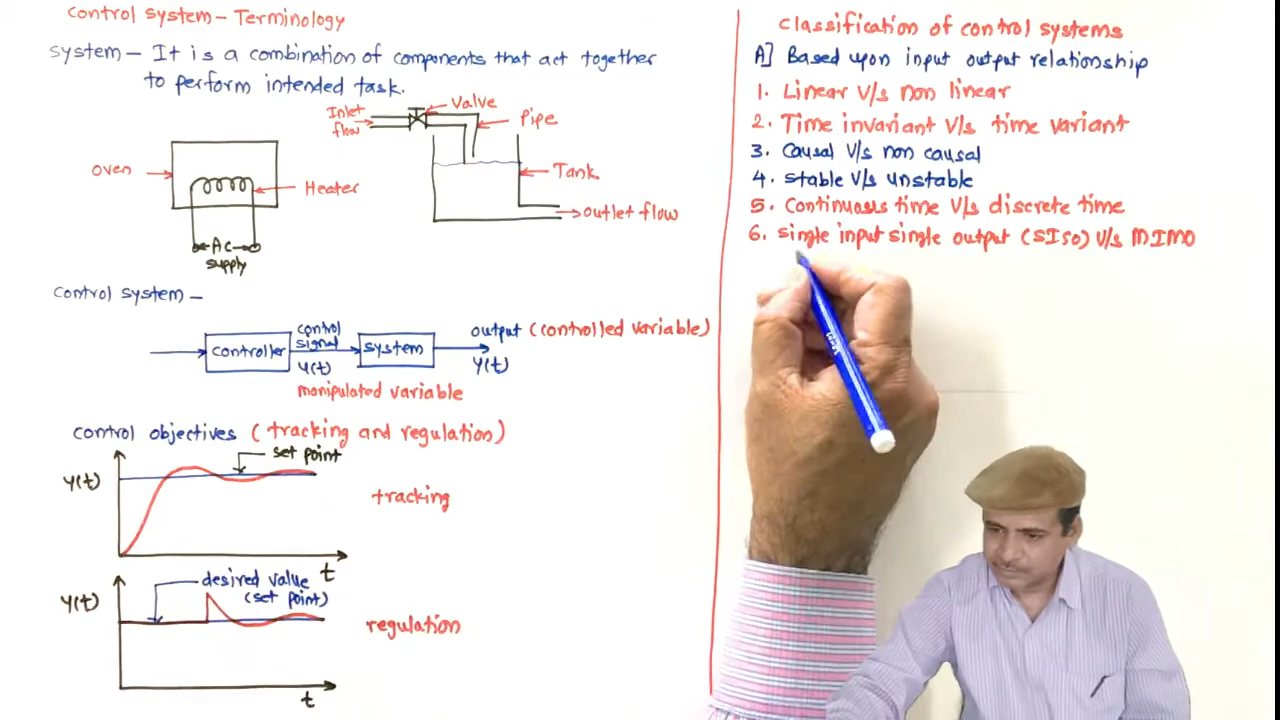 Control system - Terminology
System - It is a combination of components that act together
to perform intended task.
Inlet
flow
Valve
Pipe
Tank
outlet flow
oven
Heater
AC
supply
Control system -
controller
control
signal
U(t)
manipulated variable
system
output (controlled variable)
Y(t)
control objectives (tracking and regulation)
Y(t)
set point
tracking
t
Y(t)
desired value
(set point)
regulation
t
Classification of control systems
A] Based upon input output relationship
1. Linear V/s non linear
2. Time invariant V/s time variant
3. Causal V/s non causal
4. stable V/s unstable
5. Continuous time V/s discrete time
6. single input single output (SISO) V/s MIMO